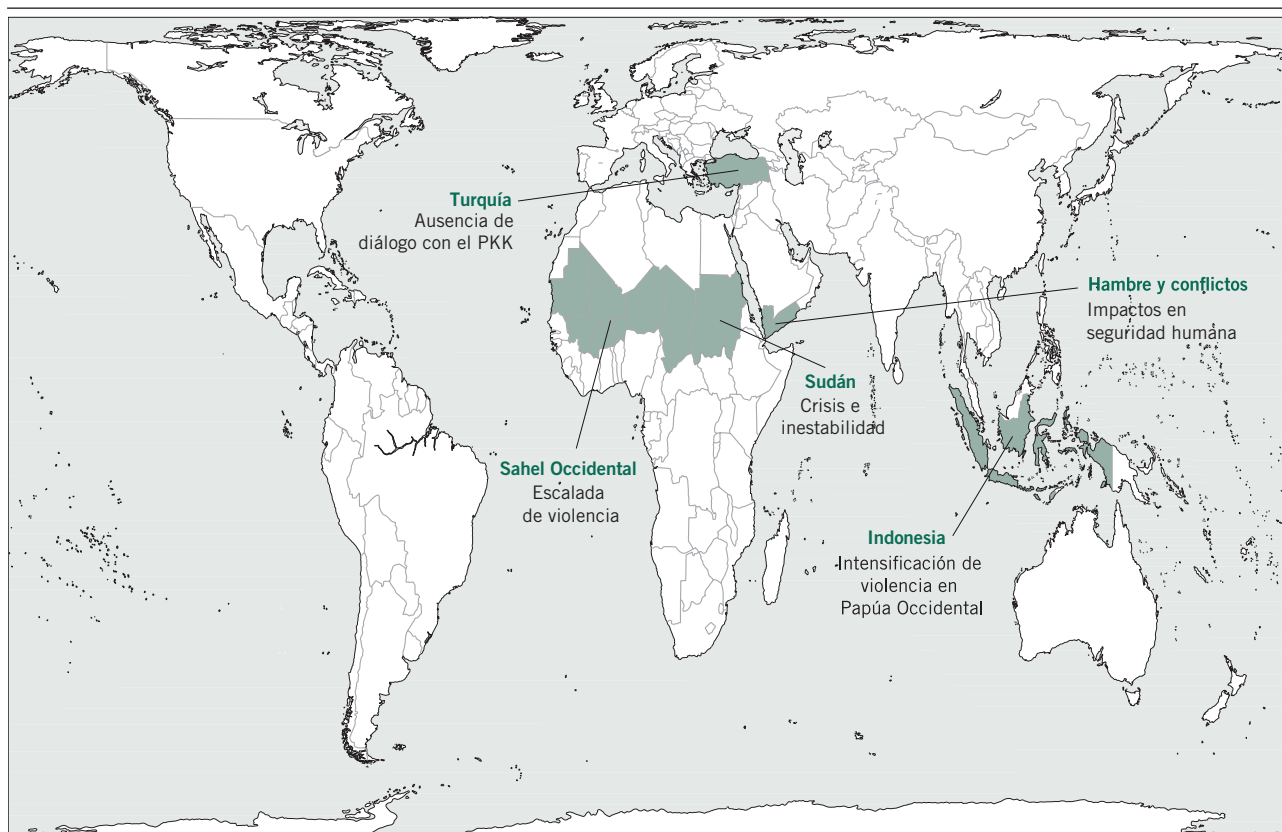 Turquía
Ausencia de
diálogo con el PKK
Hambre y conflictos
Impactos en
seguridad humana
Sudán
Crisis e
inestabilidad
Sahel Occidental
Escalada
de violencia
Indonesia
Intensificación de
violencia en
Papúa Occidental